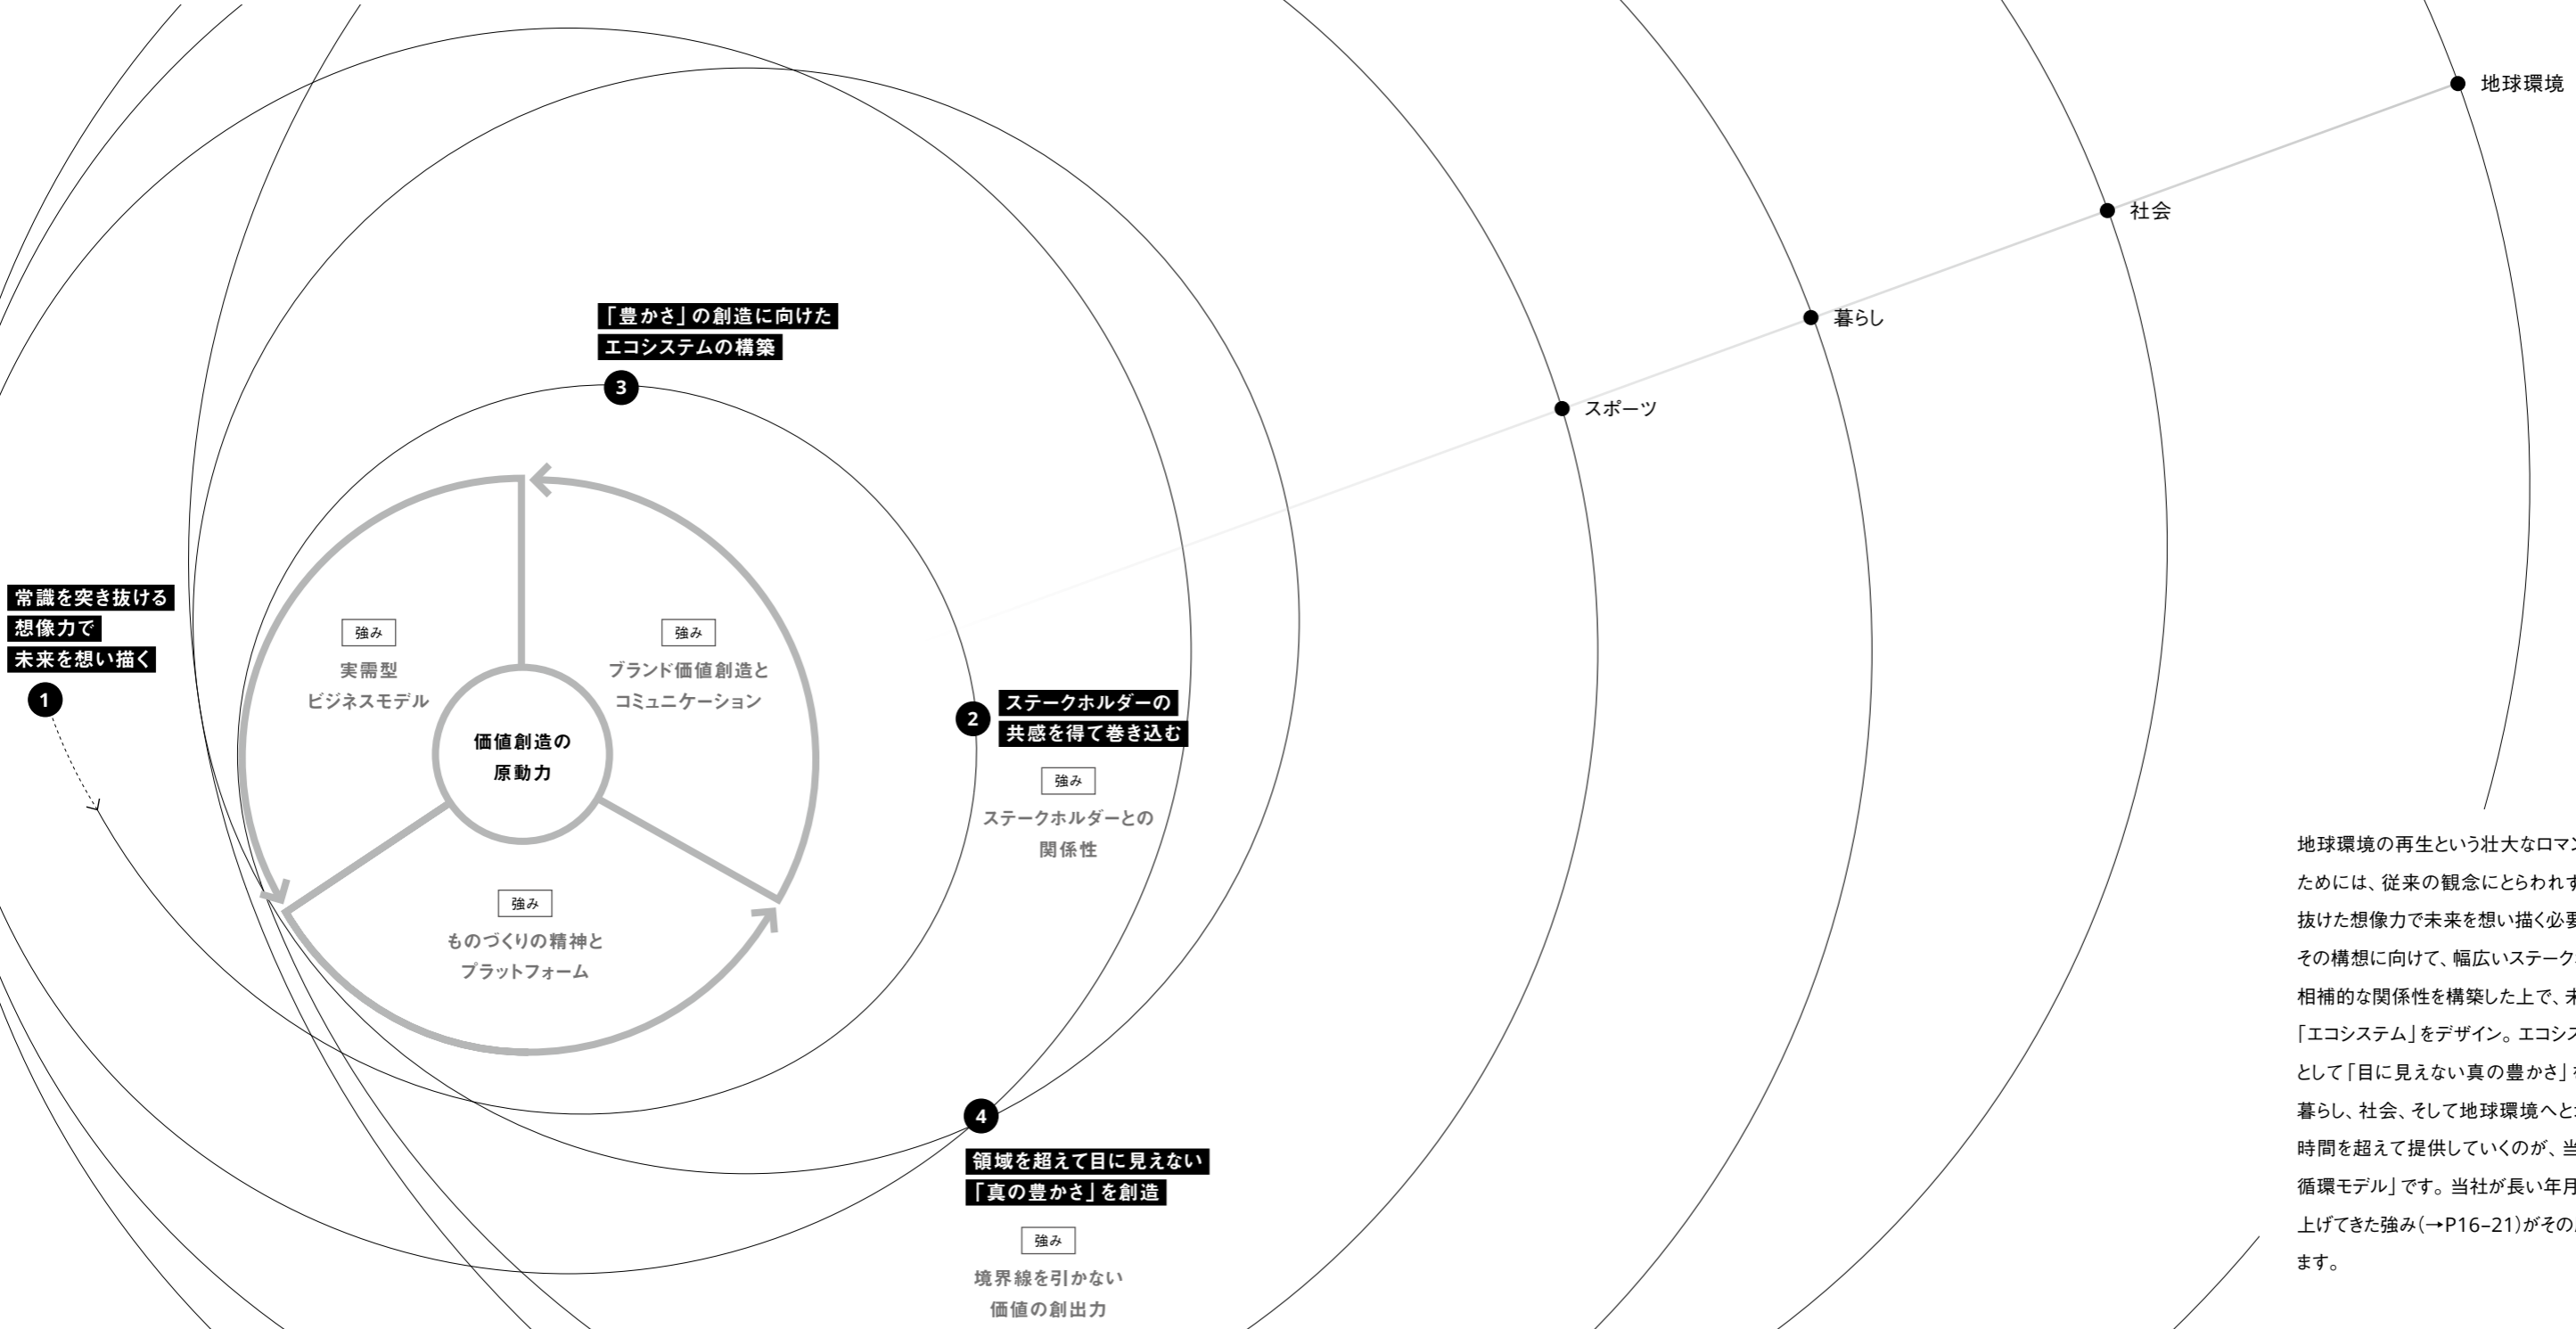 地球環境
社会
暮らし
スポーツ
「豊かさ」の創造に向けた
エコシステムの構築
3
常識を突き抜ける
想像力で
未来を想い描く
1
強み
実需型
ビジネスモデル
強み
ブランド価値創造と
コミュニケーション
価値創造の
原動力
強み
ものづくりの精神と
プラットフォーム
2
ステークホルダーの
共感を得て巻き込む
強み
ステークホルダーとの
関係性
4
領域を超えて目に見えない
「真の豊かさ」を創造
強み
境界線を引かない
価値の創出力
地球環境の再生という壮大なロマン
ためには、従来の観念にとらわれず
抜けた想像力で未来を想い描く必要
その構想に向けて、幅広いステーク
相補的な関係性を構築した上で、未
「エコシステム」をデザイン。エコシス
として「目に見えない真の豊かさ」を
暮らし、社会、そして地球環境へと
時間を超えて提供していくのが、当
循環モデル」です。当社が長い年月
上げてきた強み(→P16–21)がその
ます。